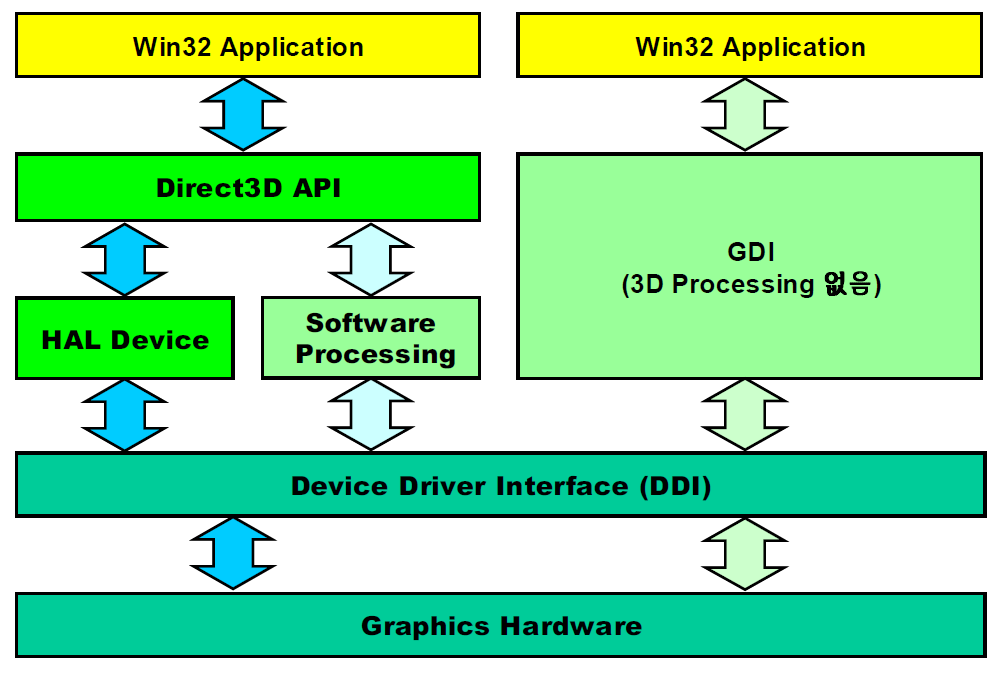 Win32 Application
Win32 Application
Direct3D API
GDI
(3D Processing 없음)
HAL Device
Software
Processing
Device Driver Interface (DDI)
Graphics Hardware